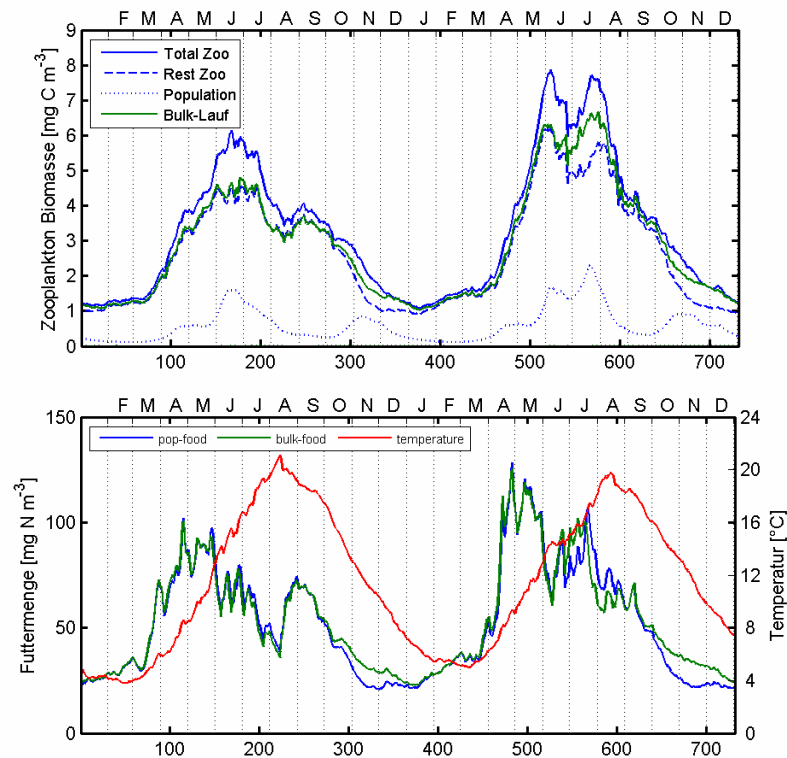 F M A M J J A S O N D J F M A M J J A S O N D
Zooplankton Biomasse [mg C m-3]
9
8
7
6
5
4
3
2
1
0
Total Zoo
Rest Zoo
Population
Bulk-Lauf
100 200 300 400 500 600 700
F M A M J J A S O N D J F M A M J J A S O N D
Futtermenge [mg N m-3]
150
100
50
0
pop-food bulk-food temperature
24
20
16
12
8
4
0
Temperatur [°C]
100 200 300 400 500 600 700